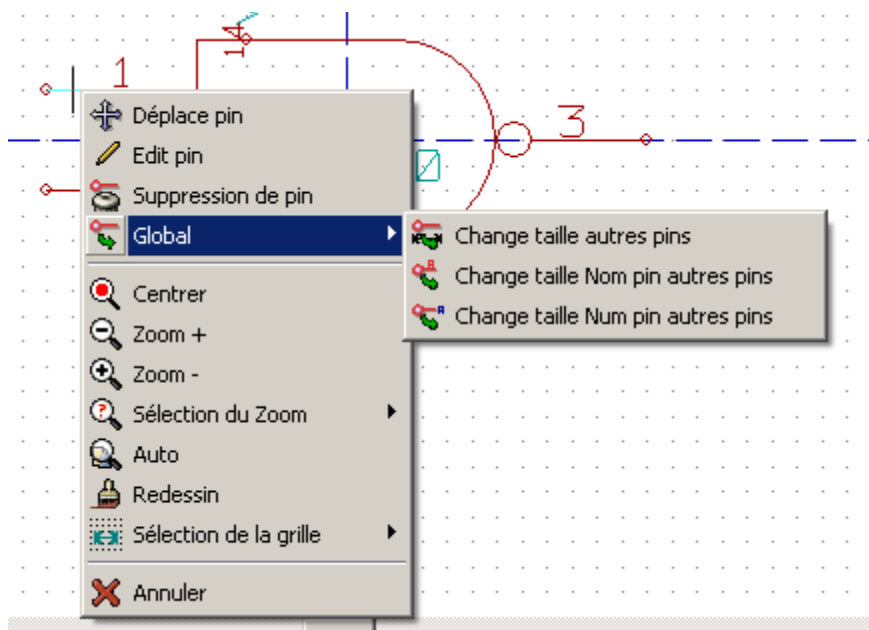 14
1
3
Déplace pin
Edit pin
Suppression de pin
Global
Change taille autres pins
Change taille Nom pin autres pins
Change taille Num pin autres pins
Centrer
Zoom +
Zoom -
Sélection du Zoom
Auto
Redessin
Sélection de la grille
Annuler